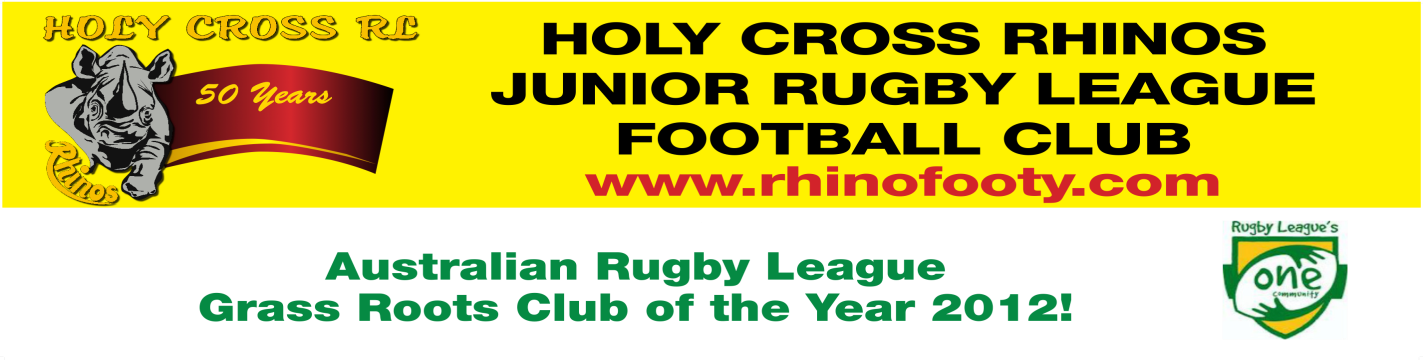 HOLY CROSS RL
50 Years
Rhinos
HOLY CROSS RHINOS
JUNIOR RUGBY LEAGUE
FOOTBALL CLUB
www.rhinofooty.com
Australian Rugby League
Grass Roots Club of the Year 2012!
Rugby League's
one
community